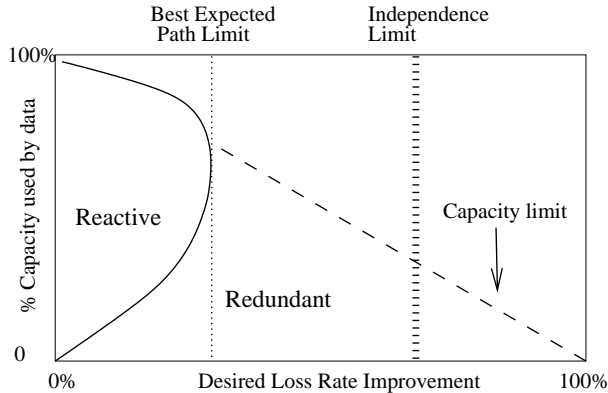 Best Expected
Path Limit
Independence
Limit
100%
% Capacity used by data
Capacity limit
Reactive
Redundant
0
0%
Desired Loss Rate Improvement
100%